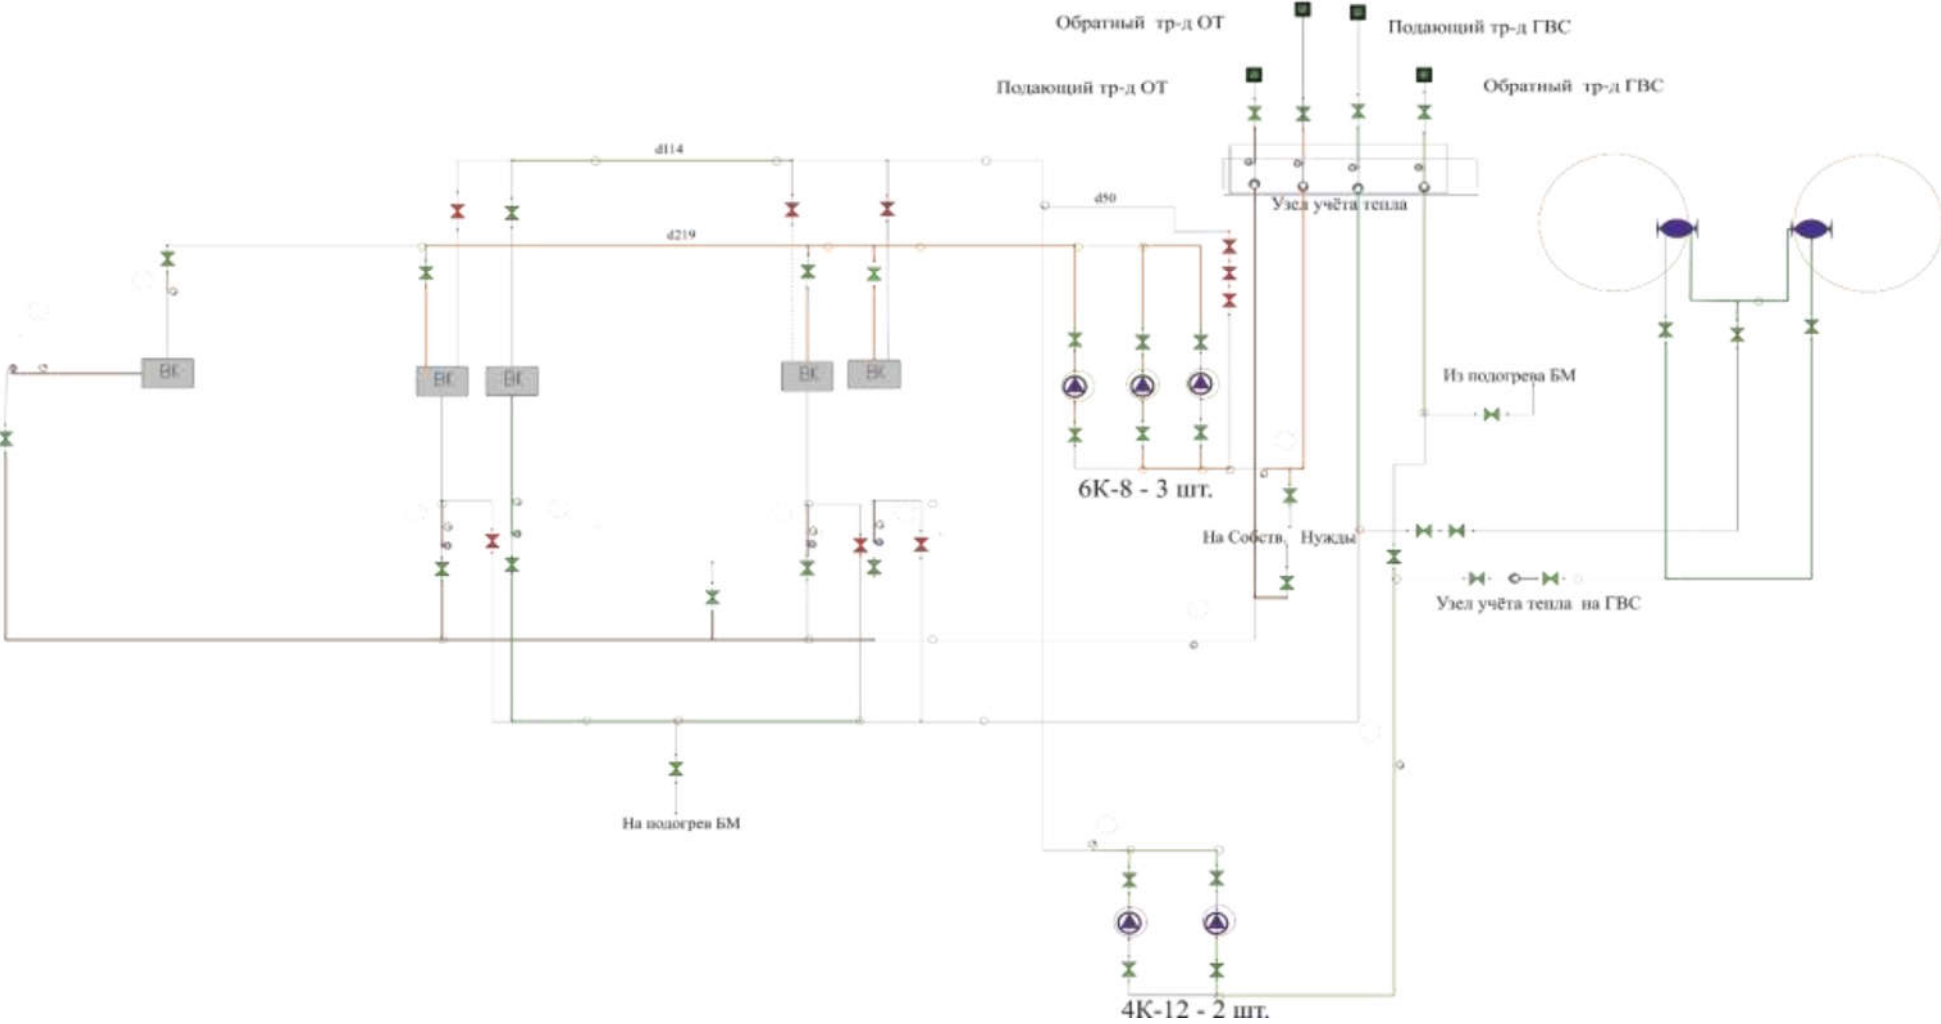 Обратный тр-д ОТ
Подающий тр-д ГВС
Подающий тр-д ОТ
Обратный тр-д ГВС
d114
d50
Узел учёта тепла
d219
ВК
ВК
ВК
ВК
ВК
Из подогрева БМ
6К-8 - 3 шт.
На Собств. Нужды
Узел учёта тепла на ГВС
На подогрев БМ
4К-12 - 2 шт.